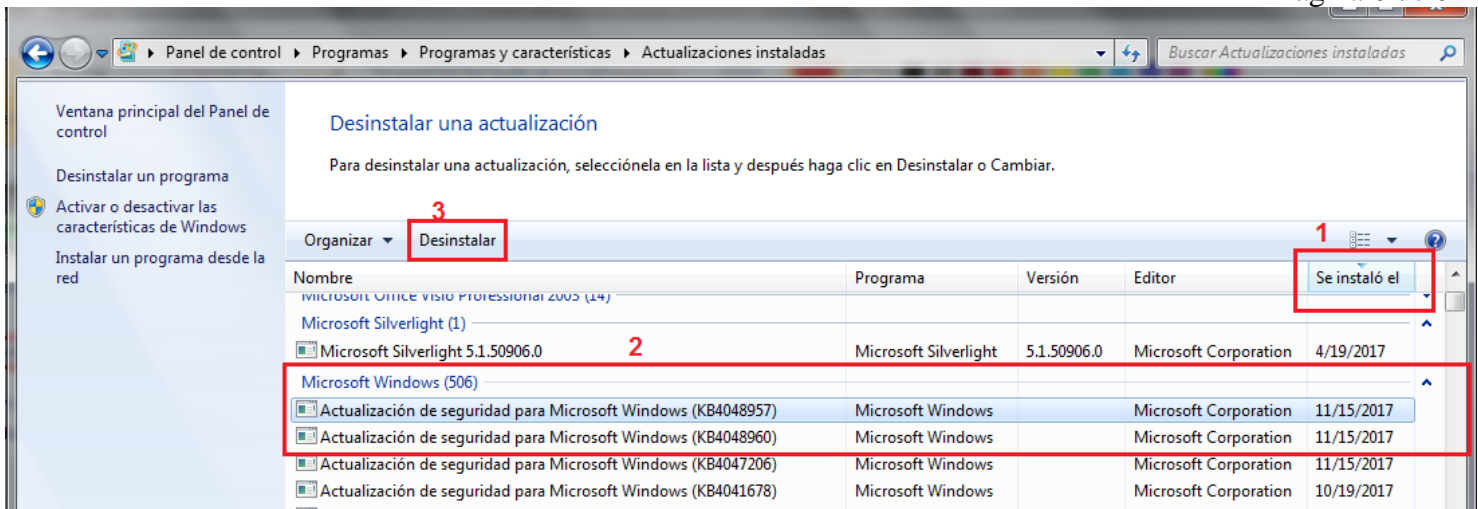 Panel de control ▸ Programas ▸ Programas y características ▸ Actualizaciones instaladas
Buscar Actualizaciones instaladas
Ventana principal del Panel de
control
Desinstalar un programa
Activar o desactivar las
características de Windows
Instalar un programa desde la
red
Desinstalar una actualización
Para desinstalar una actualización, selecciónela en la lista y después haga clic en Desinstalar o Cambiar.
3
1
Organizar Desinstalar
Nombre Programa Versión Editor Se instaló el
Microsoft Office Visio Professional 2003 (14)
Microsoft Silverlight (1)
2
Microsoft Silverlight 5.1.50906.0 Microsoft Silverlight 5.1.50906.0 Microsoft Corporation 4/19/2017
Microsoft Windows (506)
Actualización de seguridad para Microsoft Windows (KB4048957) Microsoft Windows Microsoft Corporation 11/15/2017
Actualización de seguridad para Microsoft Windows (KB4048960) Microsoft Windows Microsoft Corporation 11/15/2017
Actualización de seguridad para Microsoft Windows (KB4047206) Microsoft Windows Microsoft Corporation 11/15/2017
Actualización de seguridad para Microsoft Windows (KB4041678) Microsoft Windows Microsoft Corporation 10/19/2017